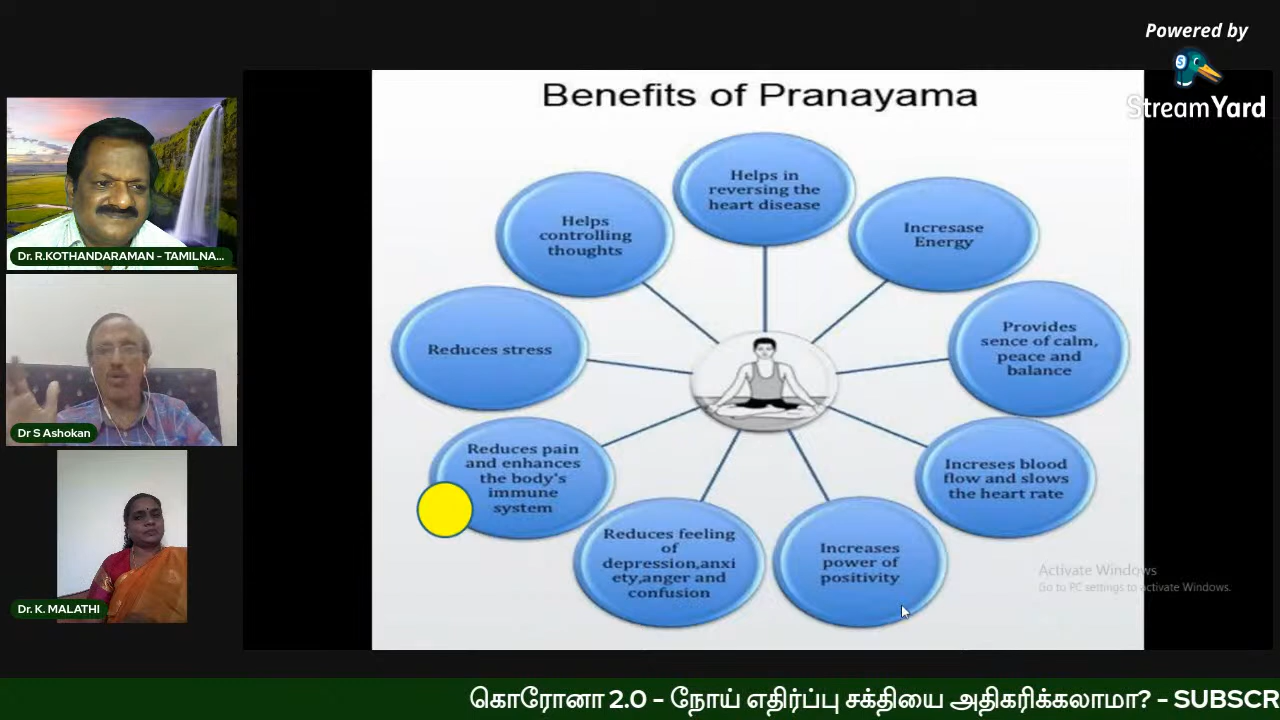 Powered by
StreamYard
Benefits of Pranayama
Helps in
reversing the
heart disease
Incresase
Energy
Provides
sence of calm,
peace and
balance
Increses blood
flow and slows
the heart rate
Increases
power of
positivity
Reduces feeling
of
depression,anxi
ety,anger and
confusion
Reduces pain
and enhances
the body's
immune
system
Reduces stress
Helps
controlling
thoughts
Dr. R.KOTHANDARAMAN - TAMILNA...
Dr S Ashokan
Dr. K. MALATHI
Activate Windows
Go to PC settings to activate Windows.
கொரோனா 2.0 - நோய் எதிர்ப்பு சக்தியை அதிகரிக்கலாமா? - SUBSCR